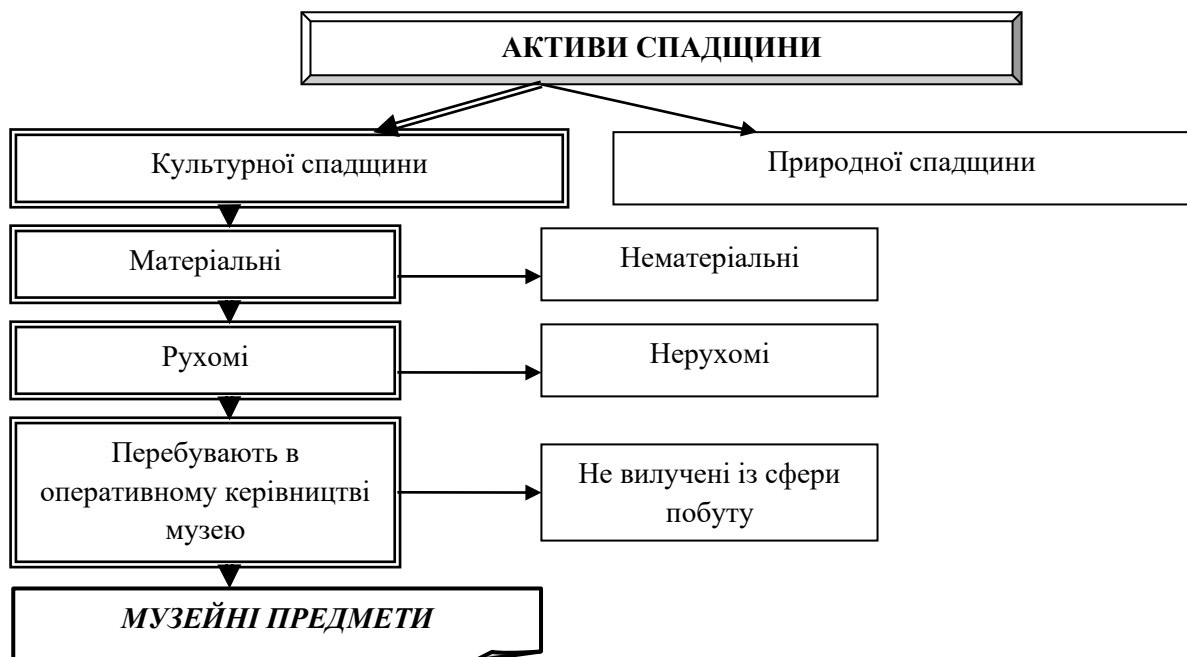 АКТИВИ СПАДЩИНИ
Культурної спадщини
Природної спадщини
Матеріальні
Нематеріальні
Рухомі
Нерухомі
Перебувають в
оперативному керівництві
музею
Не вилучені із сфери
побуту
МУЗЕЙНІ ПРЕДМЕТИ